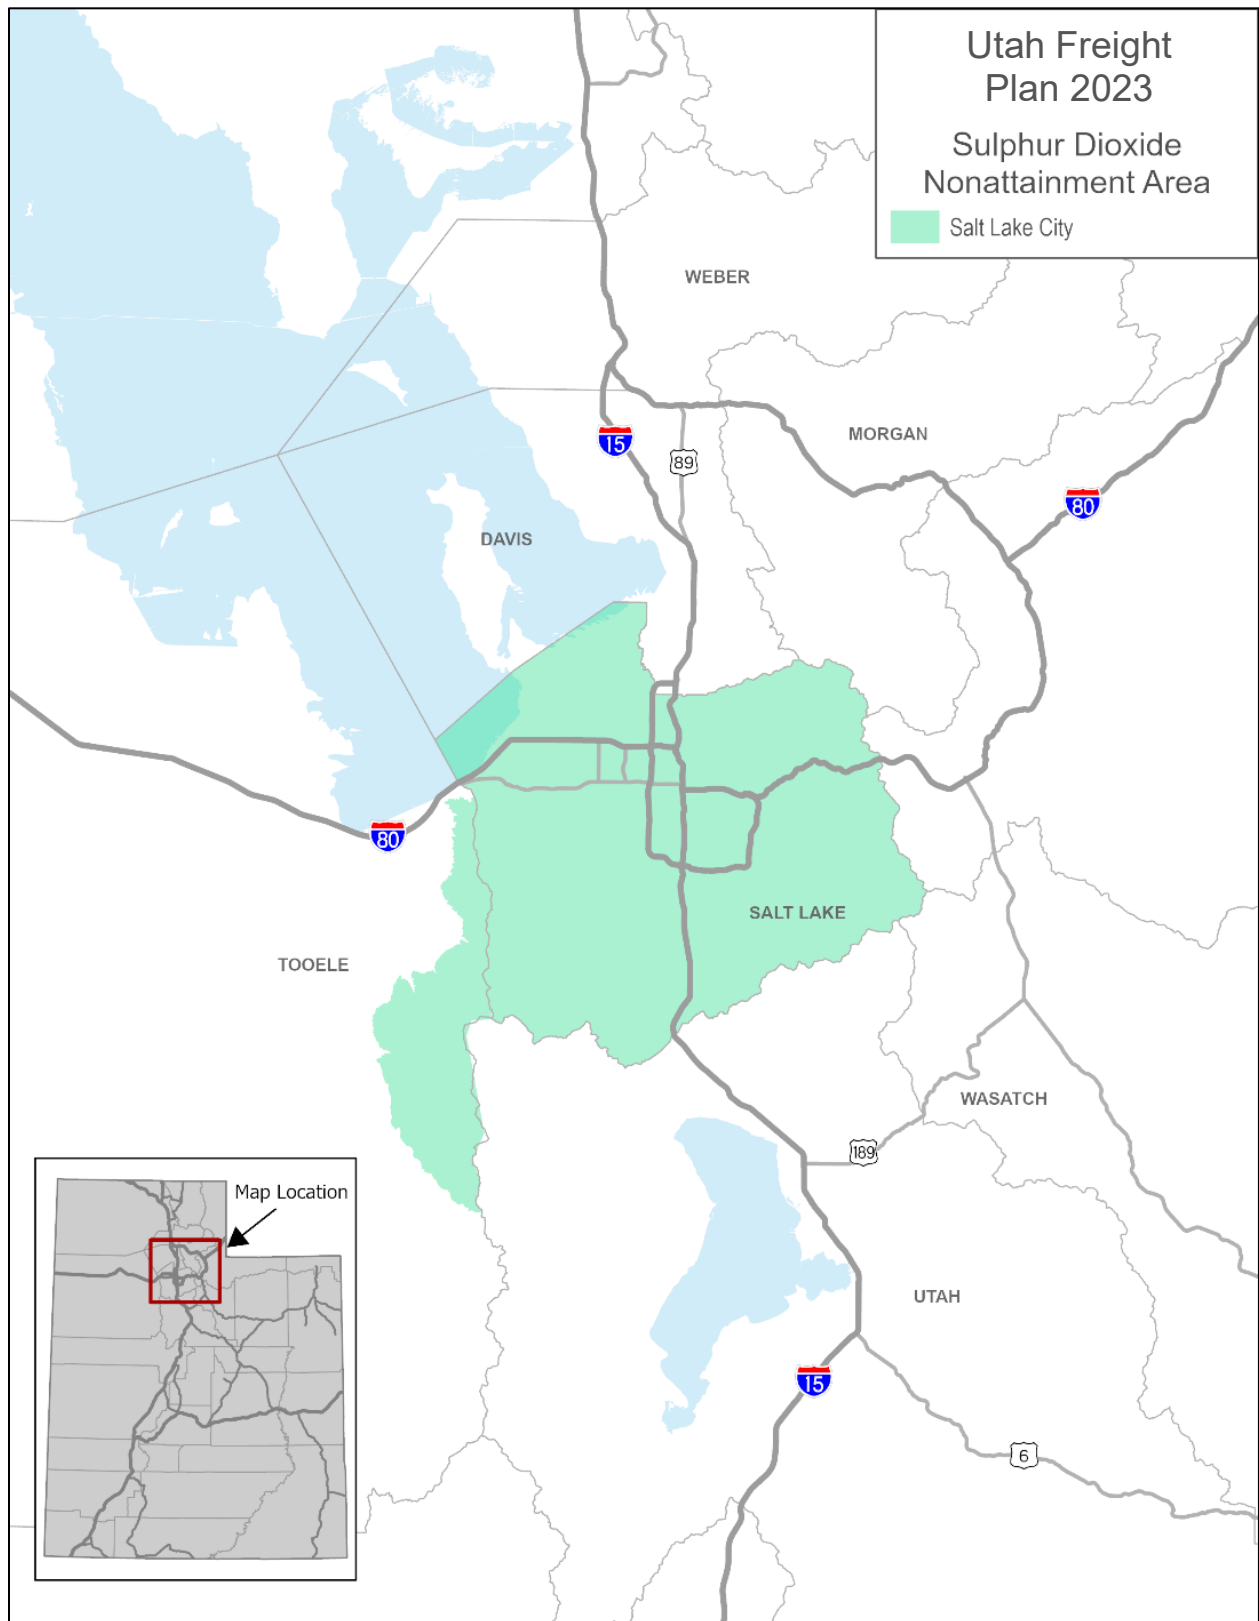 Utah Freight
Plan 2023
Sulphur Dioxide
Nonattainment Area
Salt Lake City
WEBER
MORGAN
15
89
80
DAVIS
80
SALT LAKE
TOOELE
WASATCH
189
Map Location
UTAH
15
6